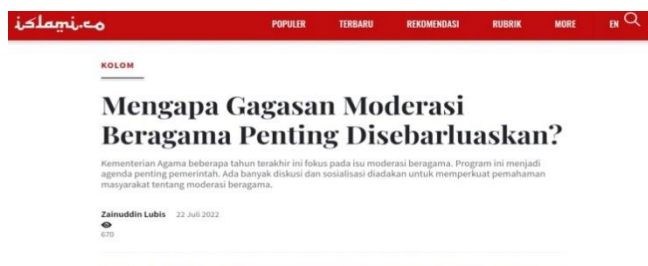 islami.co
POPULER TERBARU REKOMENDASI RUBRIK MORE EN
KOLOM
Mengapa Gagasan Moderasi
Beragama Penting Disebarluaskan?
Kementerian Agama beberapa tahun terakhir ini fokus pada isu moderasi beragama. Program ini menjadi
agenda penting pemerintah. Ada banyak diskusi dan sosialisasi diadakan untuk memperkuat pemahaman
masyarakat tentang moderasi beragama.
Zainuddin Lubis 22 Juli 2022
670